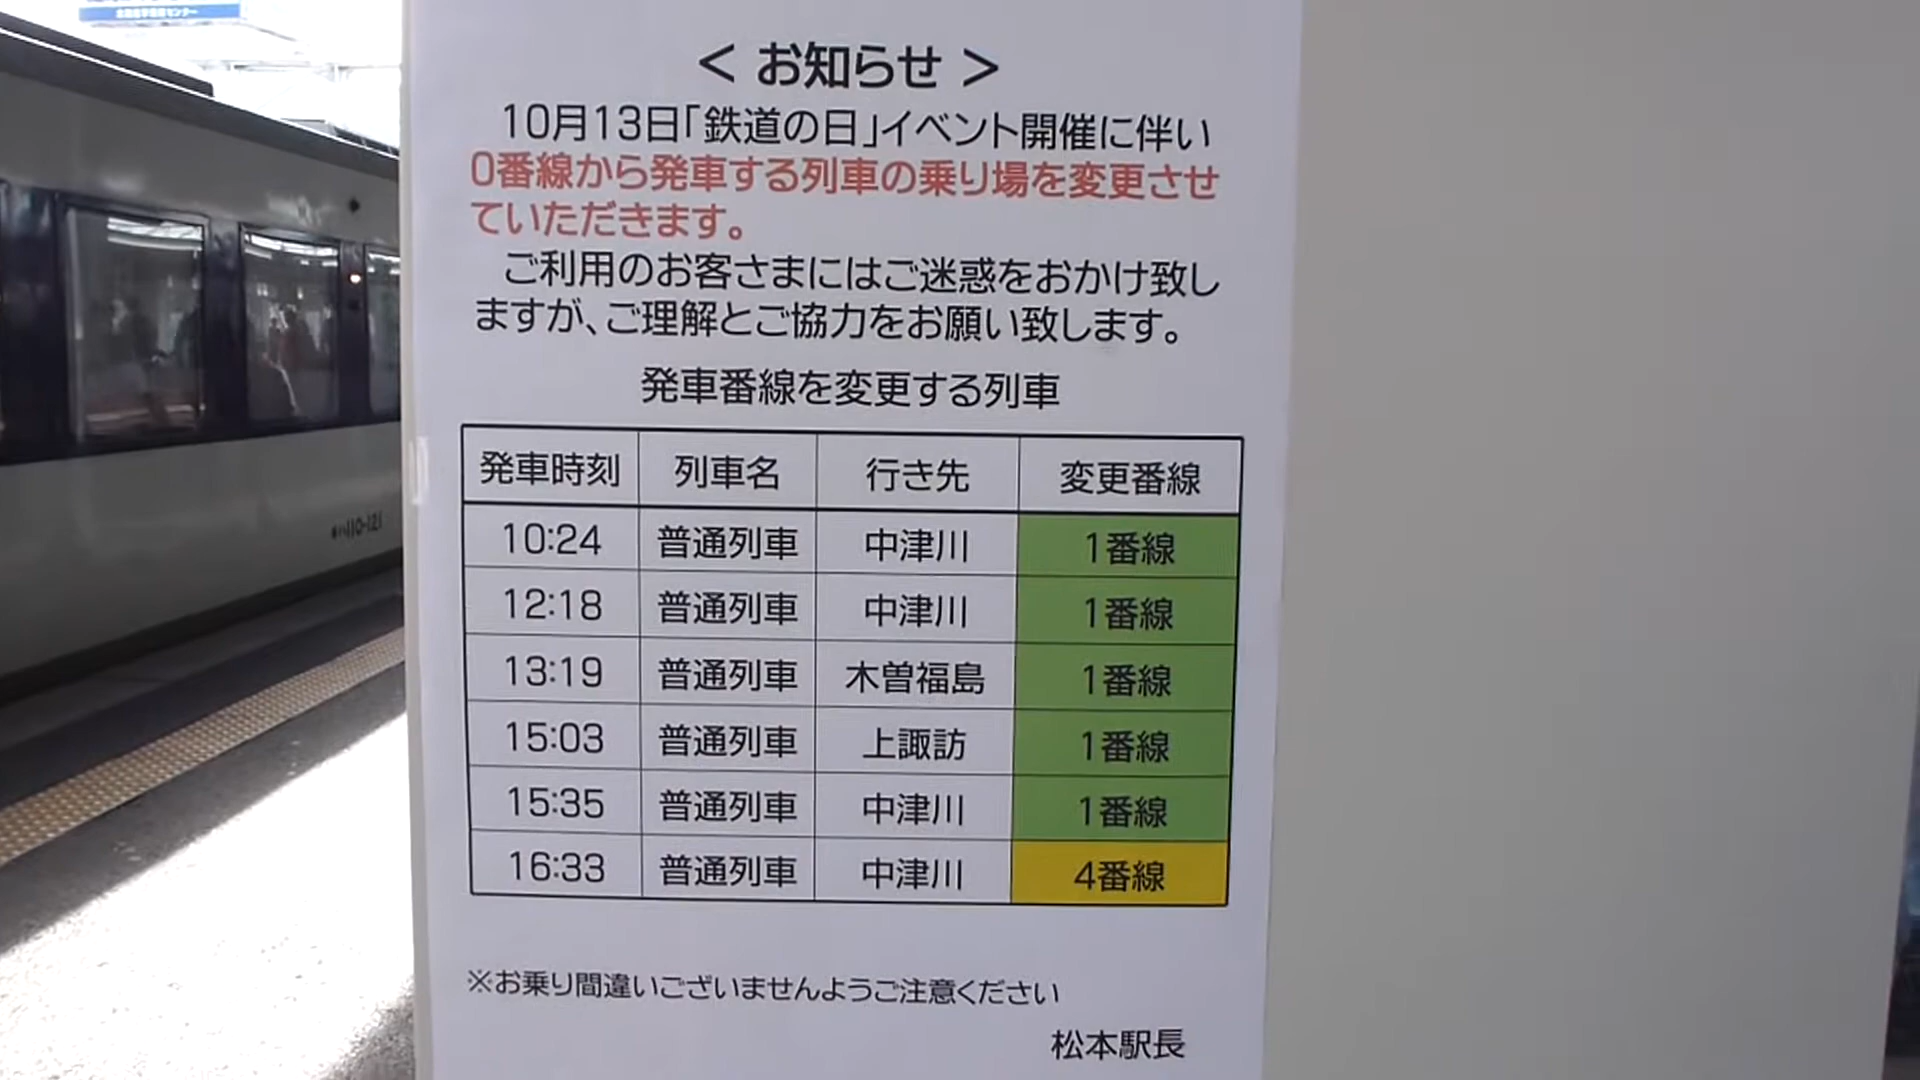 ＜ お知らせ ＞
10月13日｢鉄道の日｣イベント開催に伴い
0番線から発車する列車の乗り場を変更させ
ていただきます。
ご利用のお客さまにはご迷惑をおかけ致し
ますが、ご理解とご協力をお願い致します。
発車番線を変更する列車
発車時刻 列車名 行き先 変更番線
10:24 普通列車 中津川 1番線
12:18 普通列車 中津川 1番線
13:19 普通列車 木曽福島 1番線
15:03 普通列車 上諏訪 1番線
15:35 普通列車 中津川 1番線
16:33 普通列車 中津川 4番線
※お乗り間違いございませんようご注意ください
松本駅長
110-121